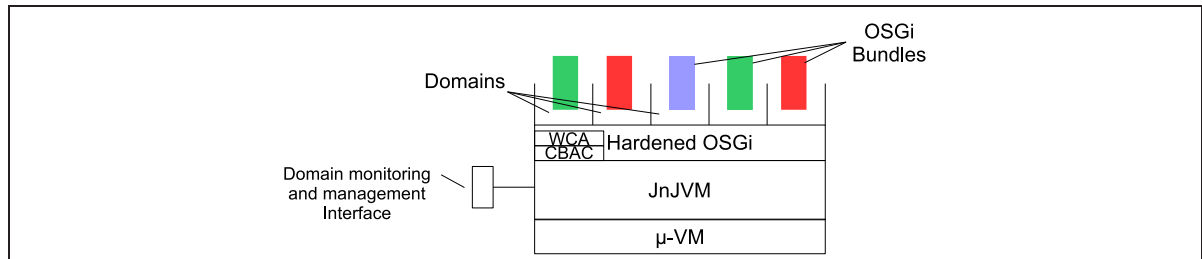 OSGi
Bundles
Domains
WCA
CBAC
Hardened OSGi
Domain monitoring
and management
Interface
JnJVM
µ-VM